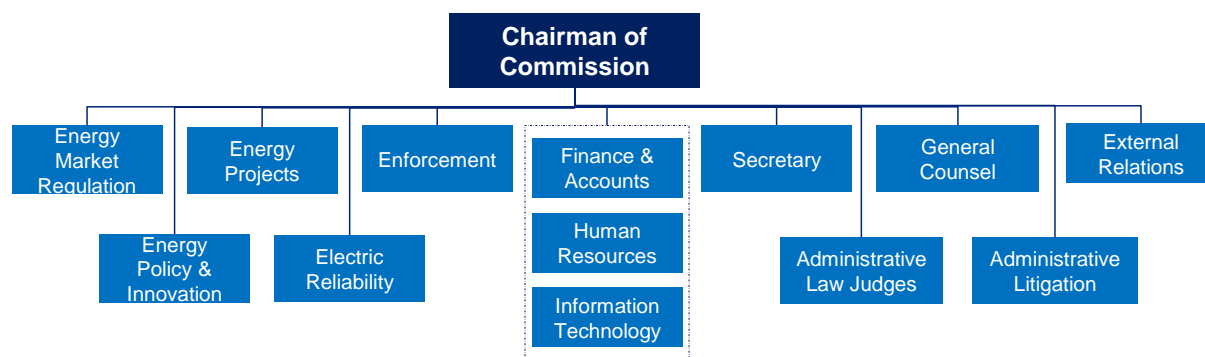 Chairman of
Commission
Energy
Market
Regulation
Energy
Projects
Enforcement
Finance &
Accounts
Secretary
General
Counsel
External
Relations
Energy
Policy &
Innovation
Electric
Reliability
Human
Resources
Administrative
Law Judges
Administrative
Litigation
Information
Technology